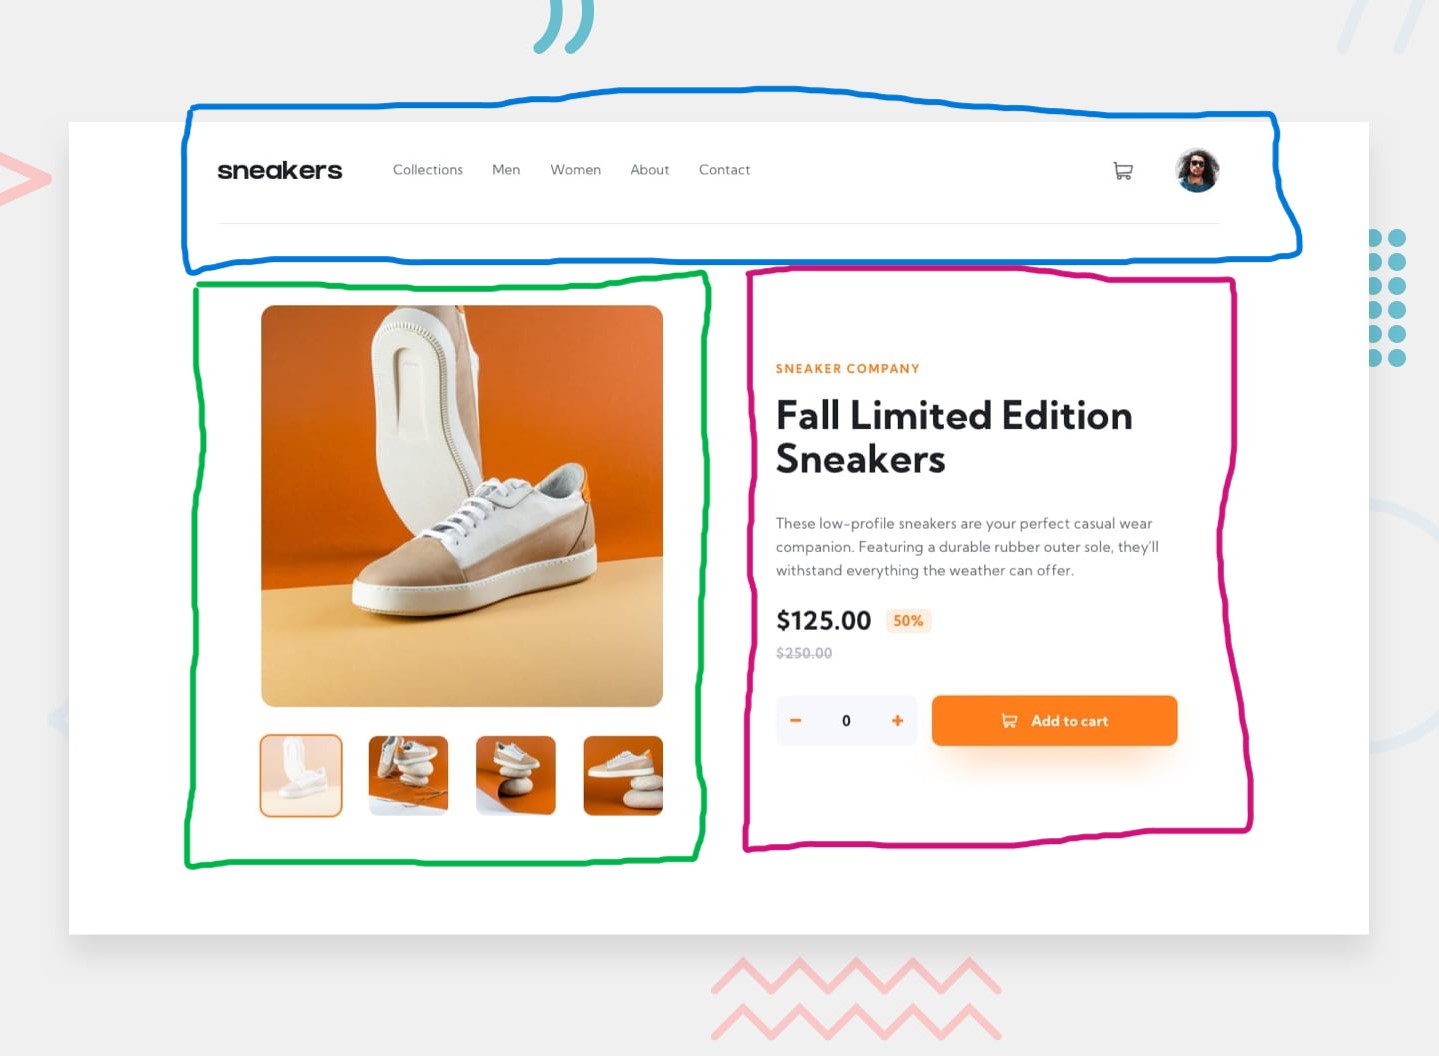 sneakers Collections Men Women About Contact
SNEAKER COMPANY
Fall Limited Edition
Sneakers
These low-profile sneakers are your perfect casual wear
companion. Featuring a durable rubber outer sole, they'll
withstand everything the weather can offer.
$125.00 50%
$250.00
− 0 + Add to cart